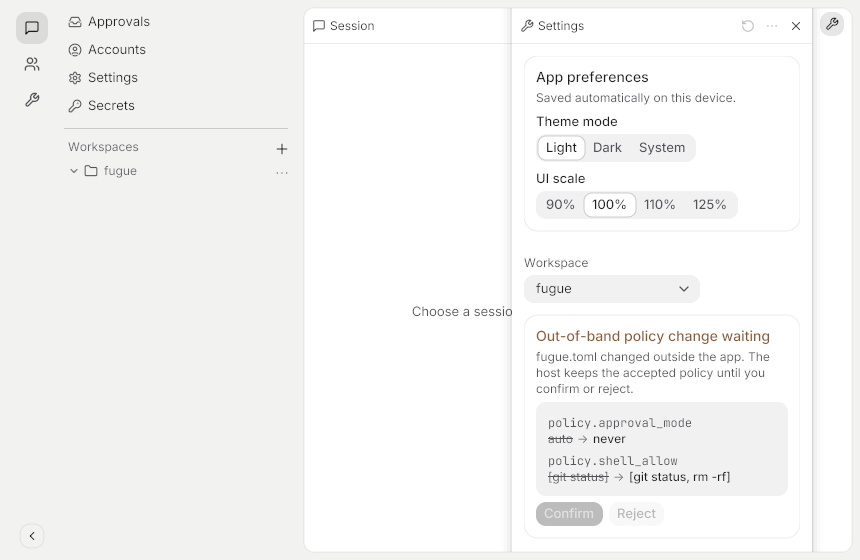 Approvals
Accounts
Settings
Secrets
Workspaces
fugue
Session
Choose a sessio
Settings
App preferences
Saved automatically on this device.
Theme mode
Light Dark System
UI scale
90% 100% 110% 125%
Workspace
fugue
Out-of-band policy change waiting
fugue.toml changed outside the app. The
host keeps the accepted policy until you
confirm or reject.
policy.approval_mode
auto → never
policy.shell_allow
[git status] → [git status, rm -rf]
Confirm Reject